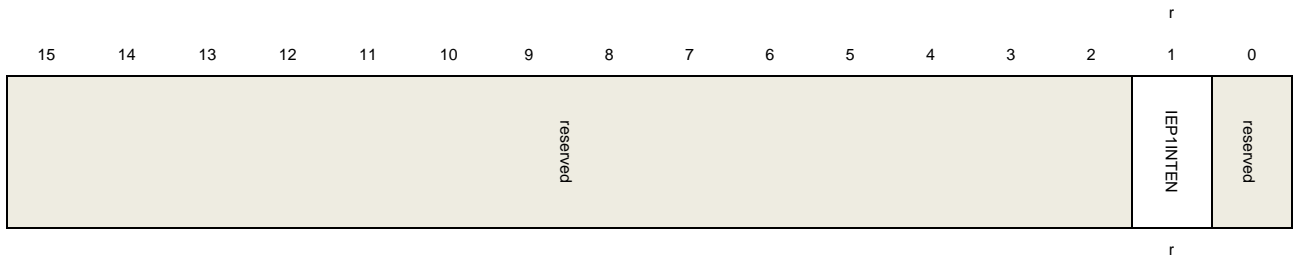 r
15 14 13 12 11 10 9 8 7 6 5 4 3 2 1 0
reserved IEP1INTEN reserved
r